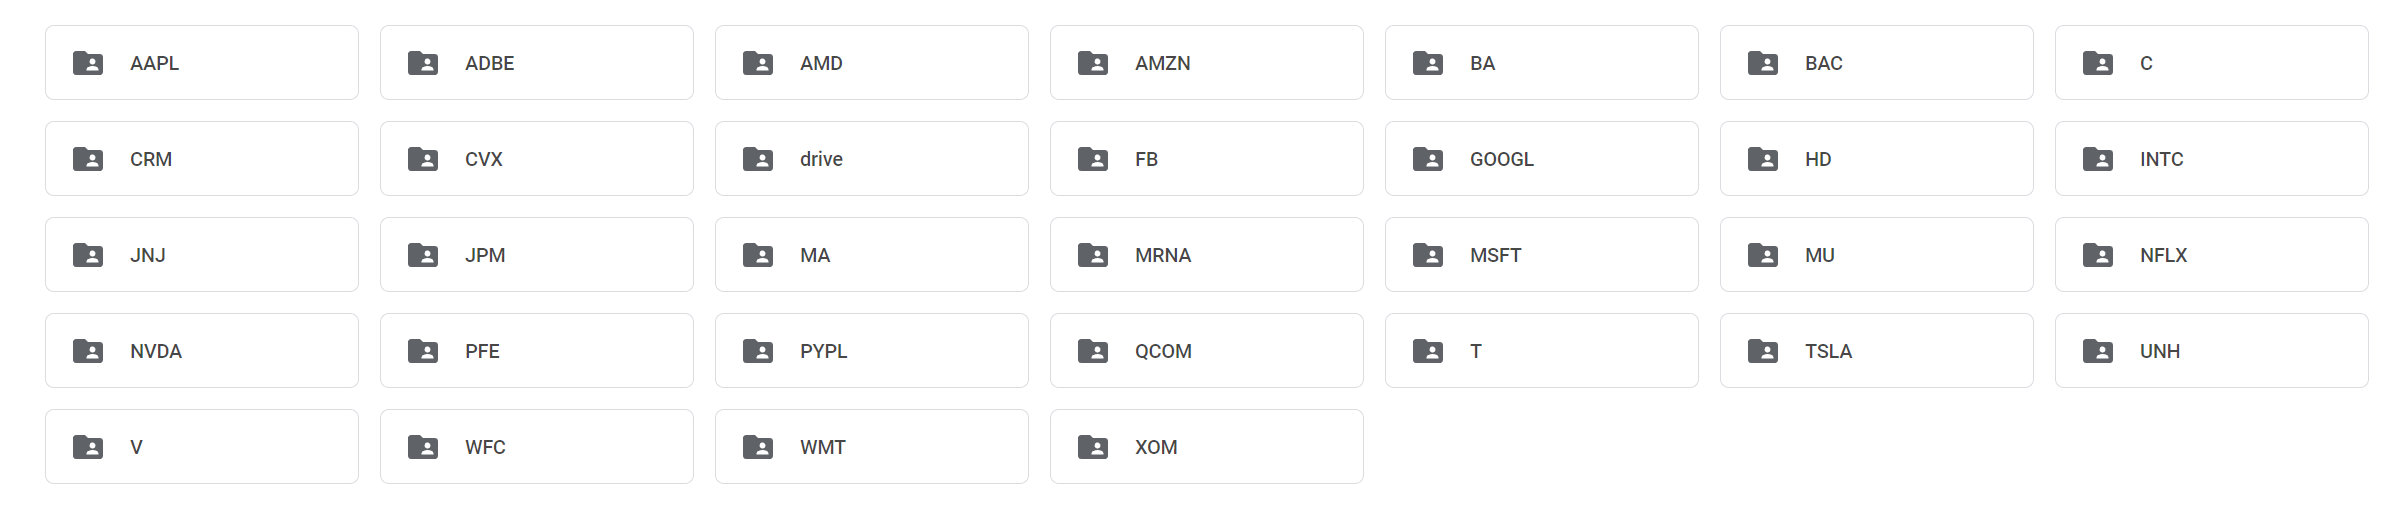 AAPL
ADBE
AMD
AMZN
BA
BAC
C
CRM
CVX
drive
FB
GOOGL
HD
INTC
JNJ
JPM
MA
MRNA
MSFT
MU
NFLX
NVDA
PFE
PYPL
QCOM
T
TSLA
UNH
V
WFC
WMT
XOM